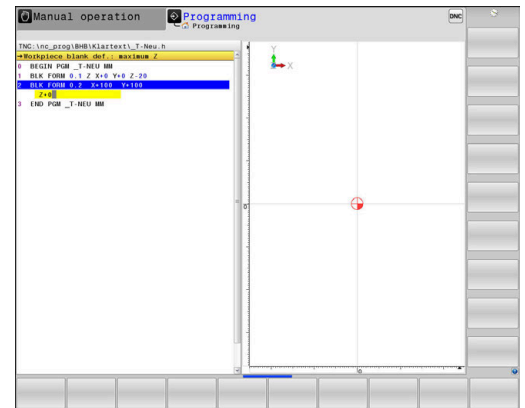 Manual operation
Programming
Programming
DNC
TNC:\nc_prog\BHB\Klartext\_T-Neu.h
→Workpiece blank def.: maximum Z
0 BEGIN PGM _T-NEU MM
1 BLK FORM 0.1 Z X+0 Y+0 Z-20
2 BLK FORM 0.2 X+100 Y+100
Z+0
3 END PGM _T-NEU MM
Y
X
0
0